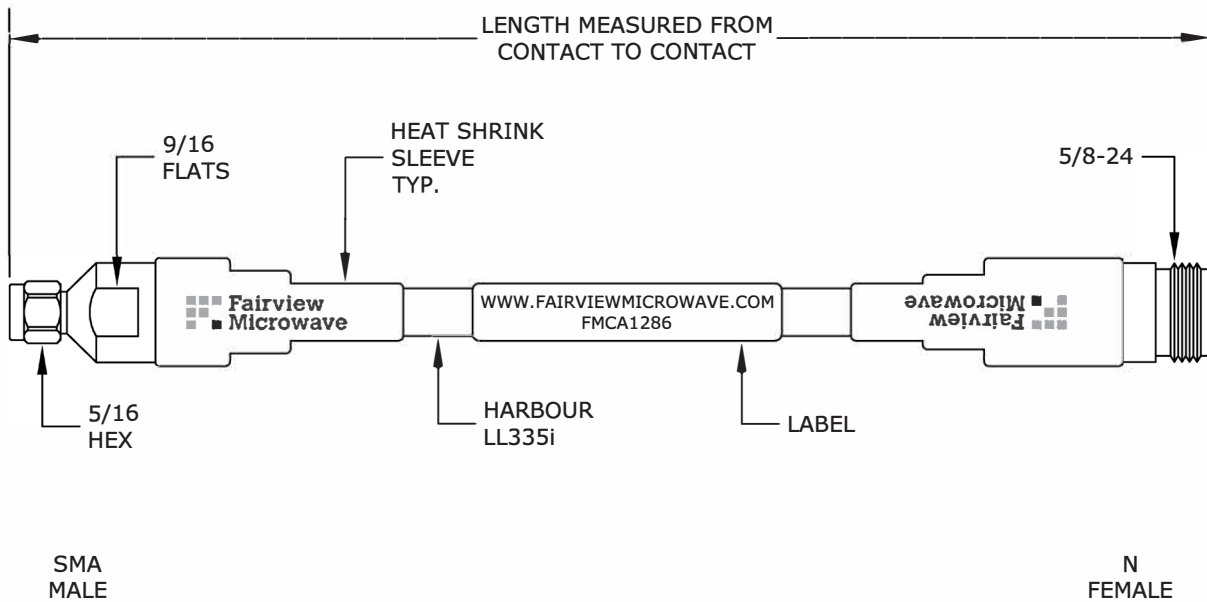 LENGTH MEASURED FROM
CONTACT TO CONTACT
9/16
FLATS
HEAT SHRINK
SLEEVE
TYP.
5/8-24
Fairview
Microwave
WWW.FAIRVIEWMICROWAVE.COM
FMCA1286
Fairview
Microwave
5/16
HEX
HARBOUR
LL335i
LABEL
SMA
MALE
N
FEMALE